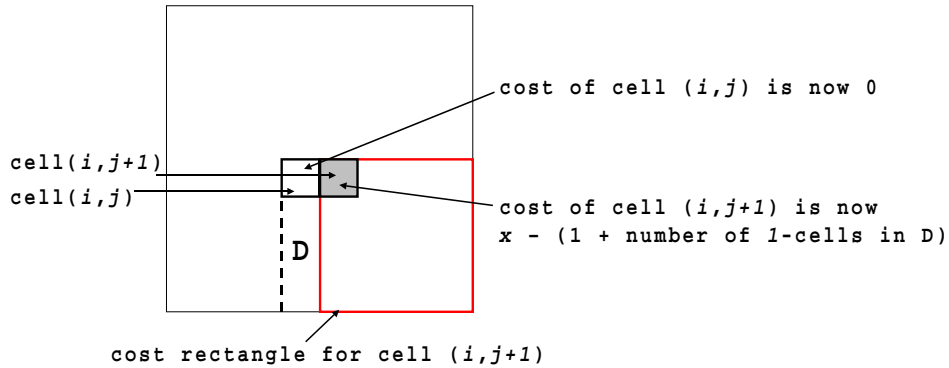 cost of cell (i,j) is now 0
cell(i,j+1)
cell(i,j)
cost of cell (i,j+1) is now
x - (1 + number of 1-cells in D)
D
cost rectangle for cell (i,j+1)